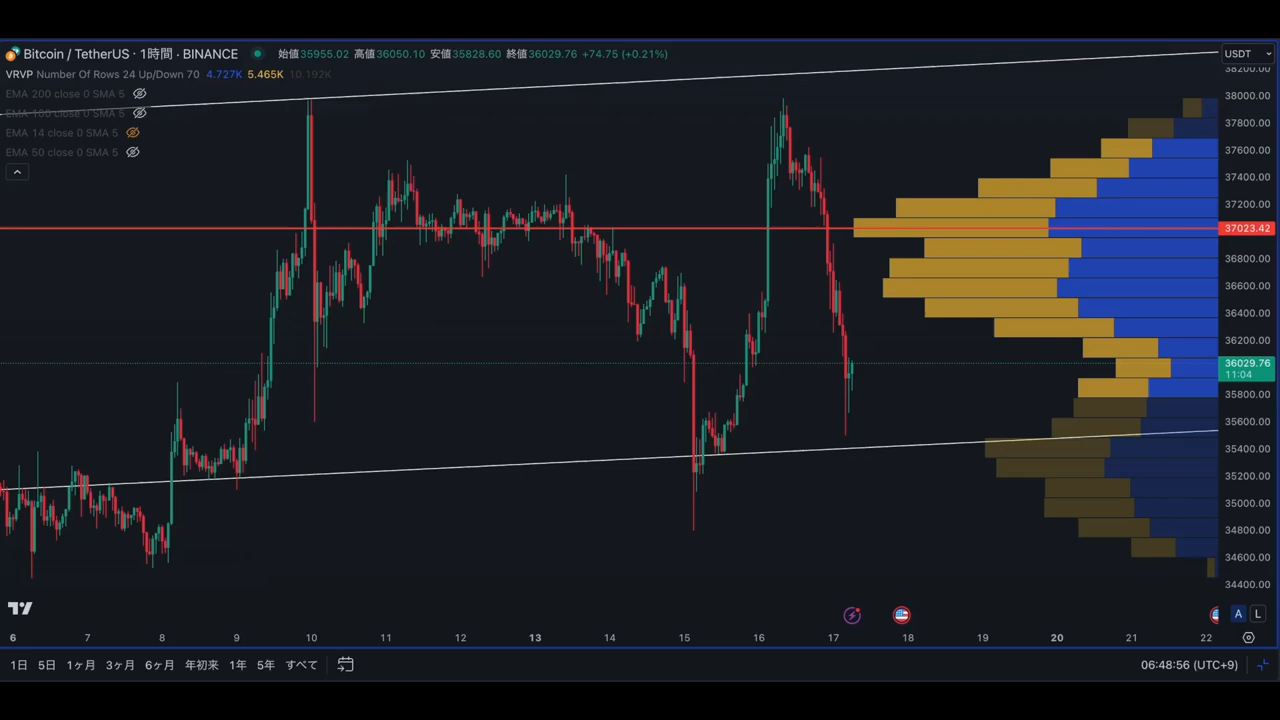 Bitcoin / TetherUS · 1時間 · BINANCE 始値35955.02 高値36050.10 安値35828.60 終値36029.76 +74.75 (+0.21%)
USDT
VRVP Number Of Rows 24 Up/Down 70 4.727K 5.465K 10.192K
EMA 200 close 0 SMA 5
EMA 100 close 0 SMA 5
EMA 14 close 0 SMA 5
EMA 50 close 0 SMA 5
38200.00
38000.00
37800.00
37600.00
37400.00
37200.00
37023.42
36800.00
36600.00
36400.00
36200.00
36029.76
11:04
35800.00
35600.00
35400.00
35200.00
35000.00
34800.00
34600.00
34400.00
A L
6 7 8 9 10 11 12 13 14 15 16 17 18 19 20 21 22
1日 5日 1ヶ月 3ヶ月 6ヶ月 年初来 1年 5年 すべて 06:48:56 (UTC+9)